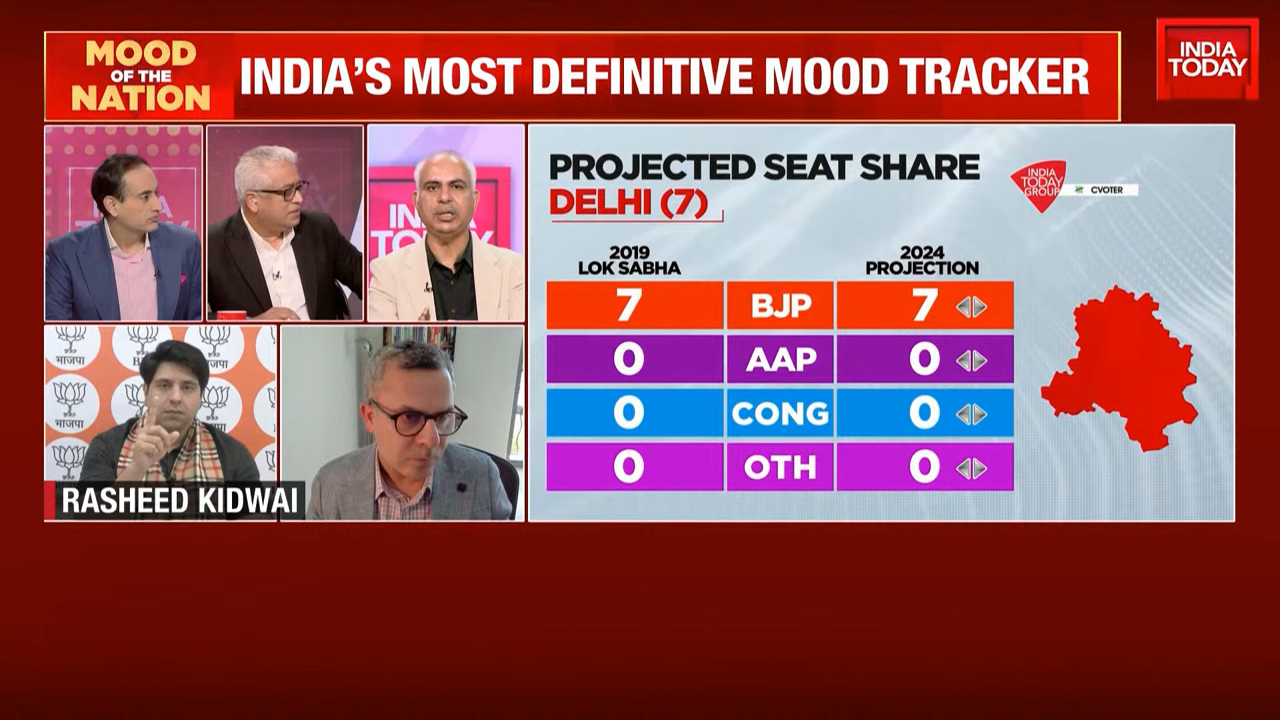 MOOD
OF THE
NATION
INDIA'S MOST DEFINITIVE MOOD TRACKER
INDIA
TODAY
PROJECTED SEAT SHARE
DELHI (7)
INDIA
TODAY
GROUP
CVOTER
2019
LOK SABHA
2024
PROJECTION
7 BJP 7
0 AAP 0
0 CONG 0
0 OTH 0
भाजपा
भाजपा
RASHEED KIDWAI